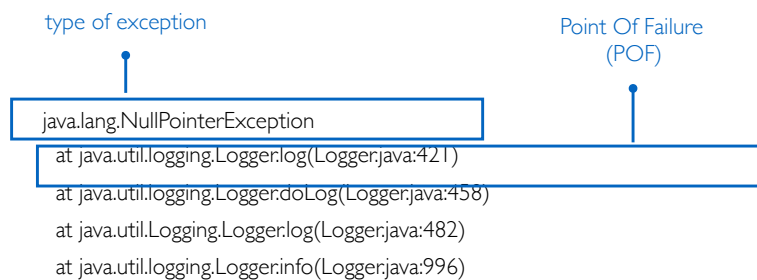 type of exception
Point Of Failure
(POF)
java.lang.NullPointerException
at java.util.logging.Logger.log(Logger.java:421)
at java.util.logging.Logger.doLog(Logger.java:458)
at java.util.Logging.Logger.log(Logger.java:482)
at java.util.logging.Logger.info(Logger.java:996)